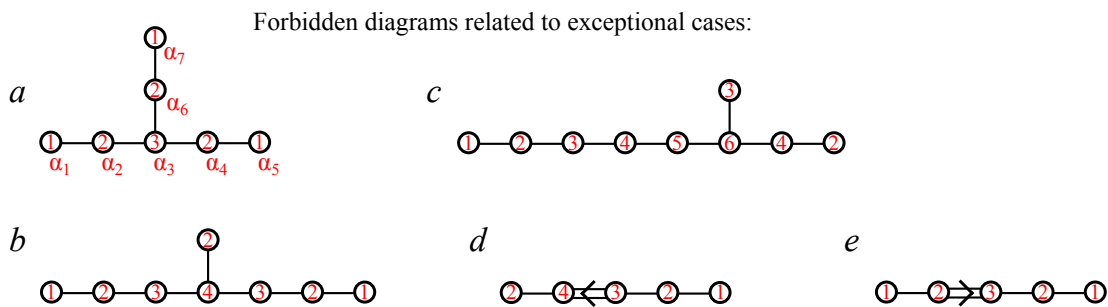 Forbidden diagrams related to exceptional cases:
1
α7
a
2
α6
1 2 3 2 1
α1 α2 α3 α4 α5
c
3
1 2 3 4 5 6 4 2
b
2
1 2 3 4 3 2 1
d
2 4 3 2 1
e
1 2 3 2 1